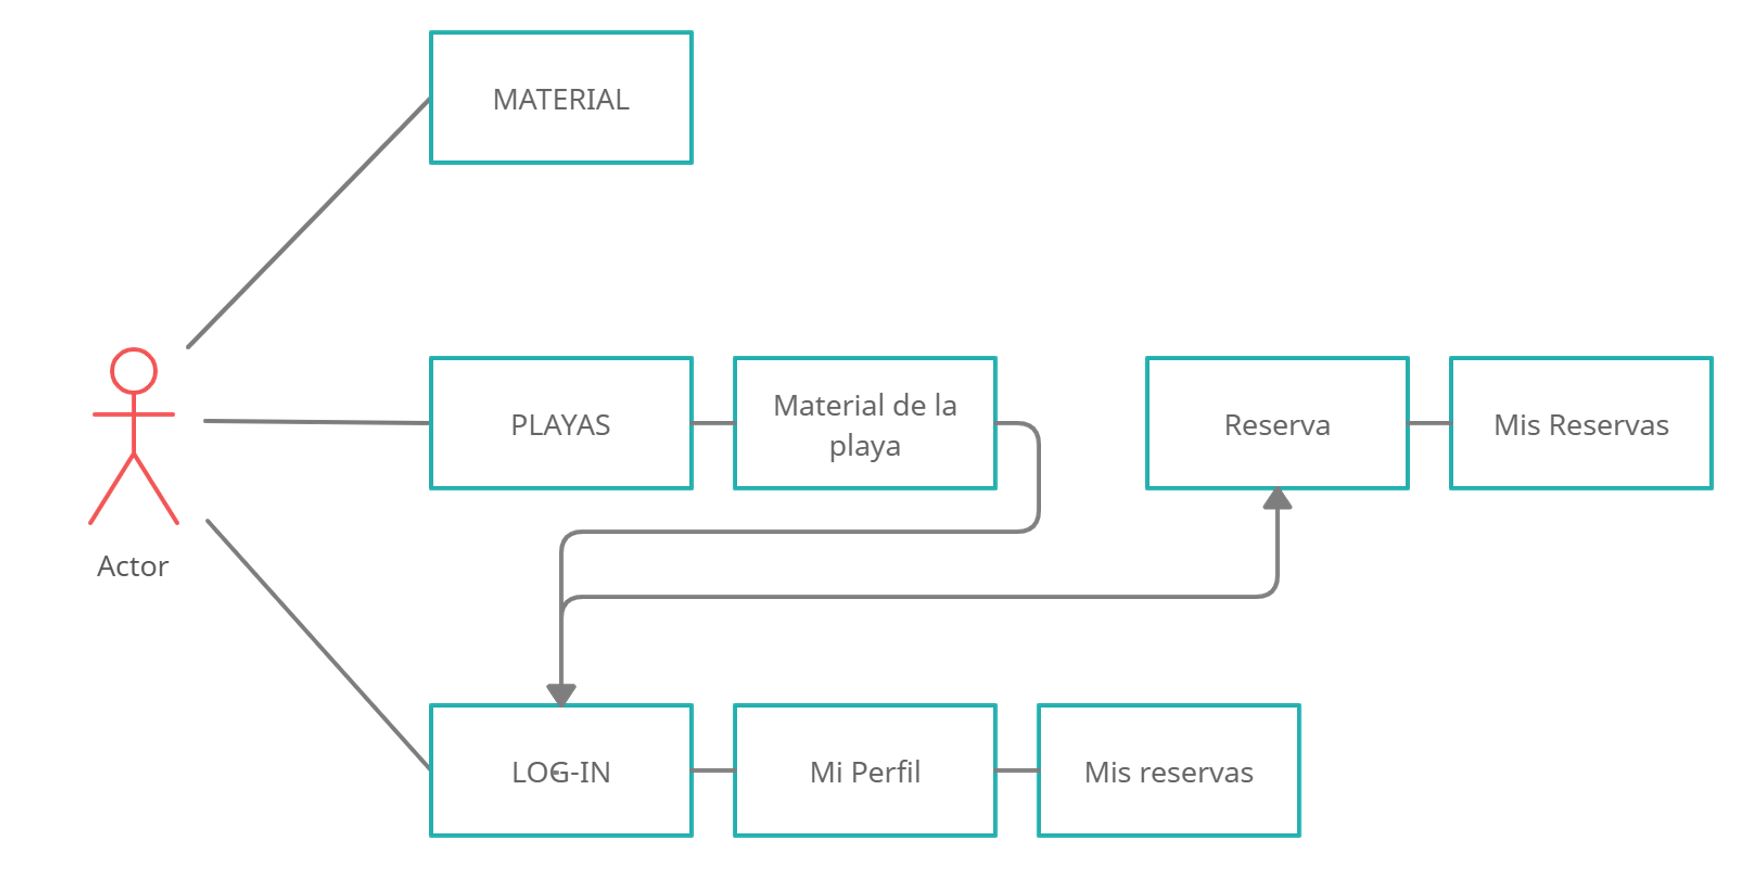 MATERIAL
PLAYAS
Material de la
playa
Reserva
Mis Reservas
Actor
LOG-IN
Mi Perfil
Mis reservas